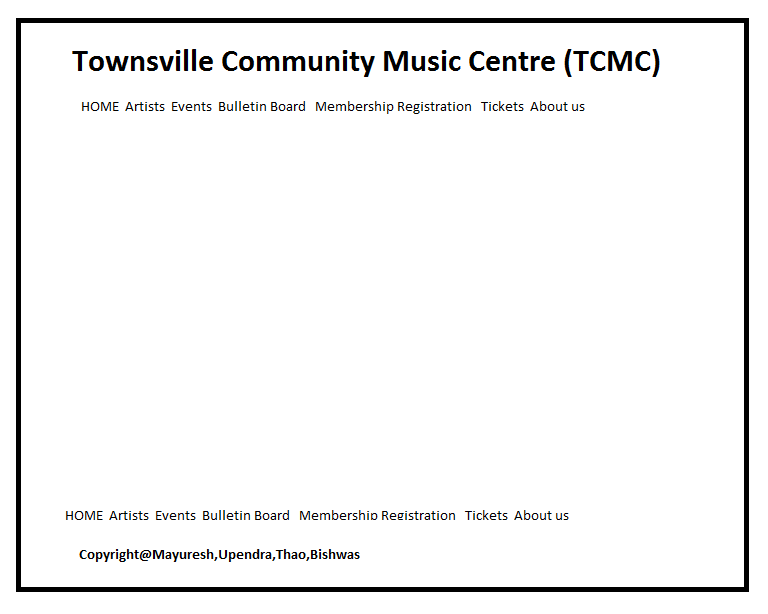 Townsville Community Music Centre (TCMC)
HOME Artists Events Bulletin Board Membership Registration Tickets About us
HOME Artists Events Bulletin Board Membership Registration Tickets About us
Copyright@Mayuresh,Upendra,Thao,Bishwas